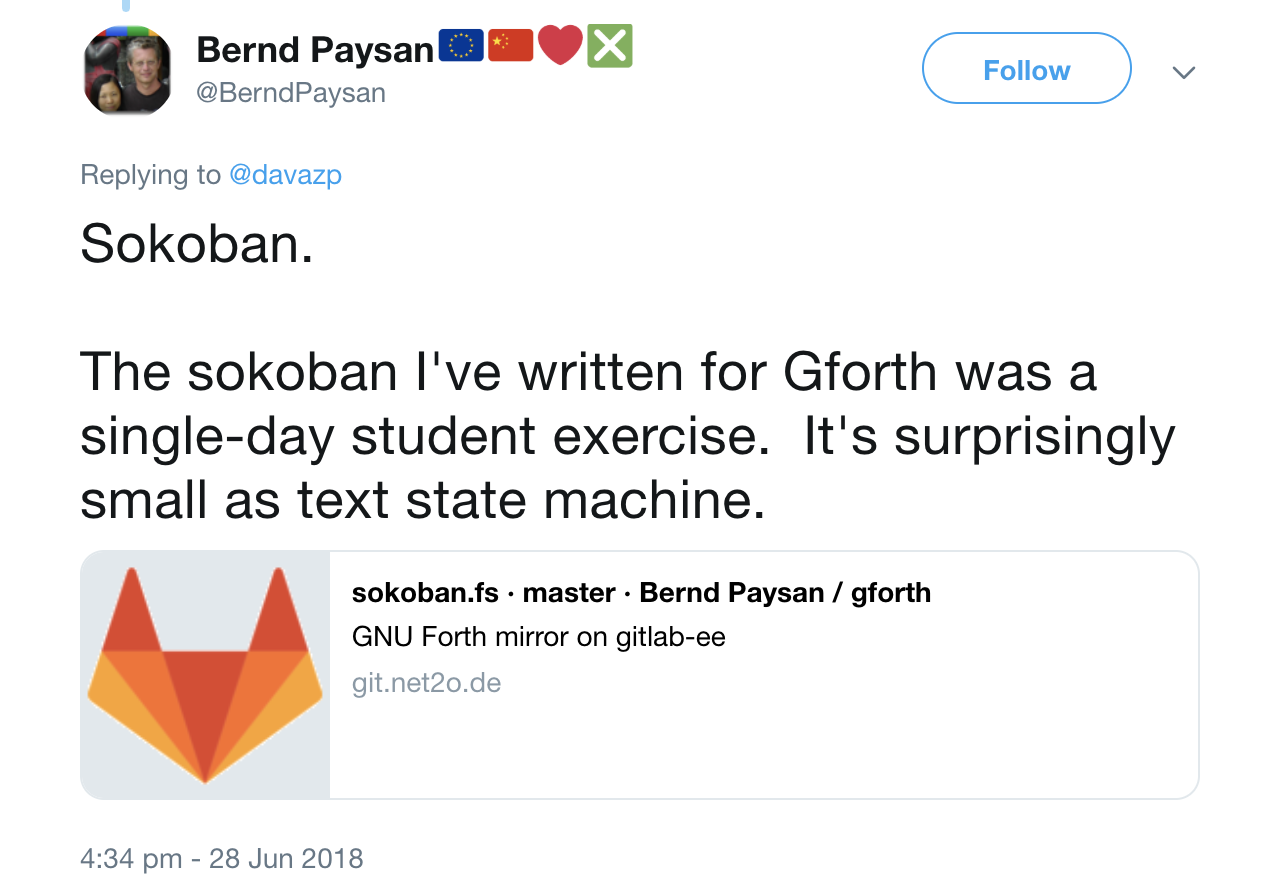 Bernd Paysan🇪🇺🇨🇳❤️❎
@BerndPaysan
Follow
Replying to @davazp
Sokoban.
The sokoban I've written for Gforth was a
single-day student exercise.  It's surprisingly
small as text state machine.
sokoban.fs · master · Bernd Paysan / gforth
GNU Forth mirror on gitlab-ee
git.net2o.de
4:34 pm - 28 Jun 2018